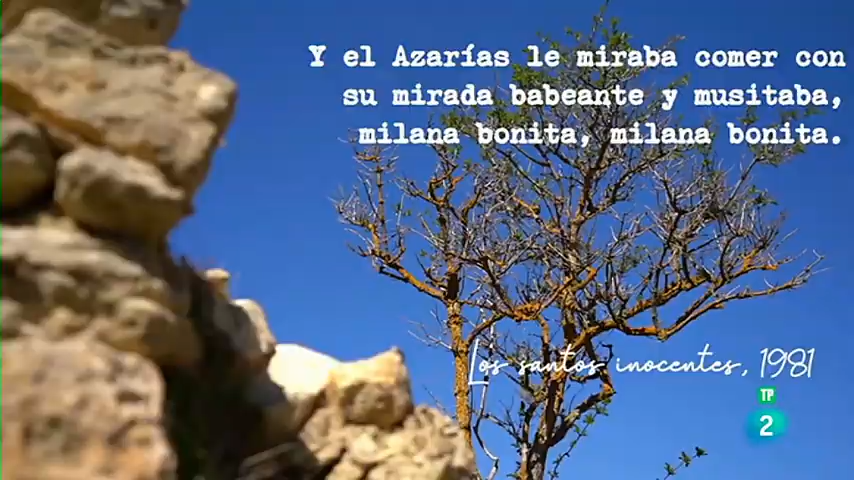 Y el Azarías le miraba comer con
su mirada babeante y musitaba,
milana bonita, milana bonita.
Los santos inocentes, 1981
TP
2